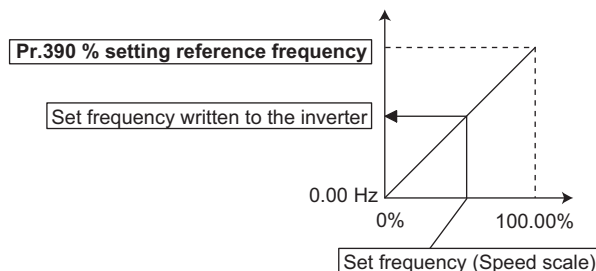 Pr.390 % setting reference frequency
Set frequency written to the inverter
0.00 Hz
0%
100.00%
Set frequency (Speed scale)